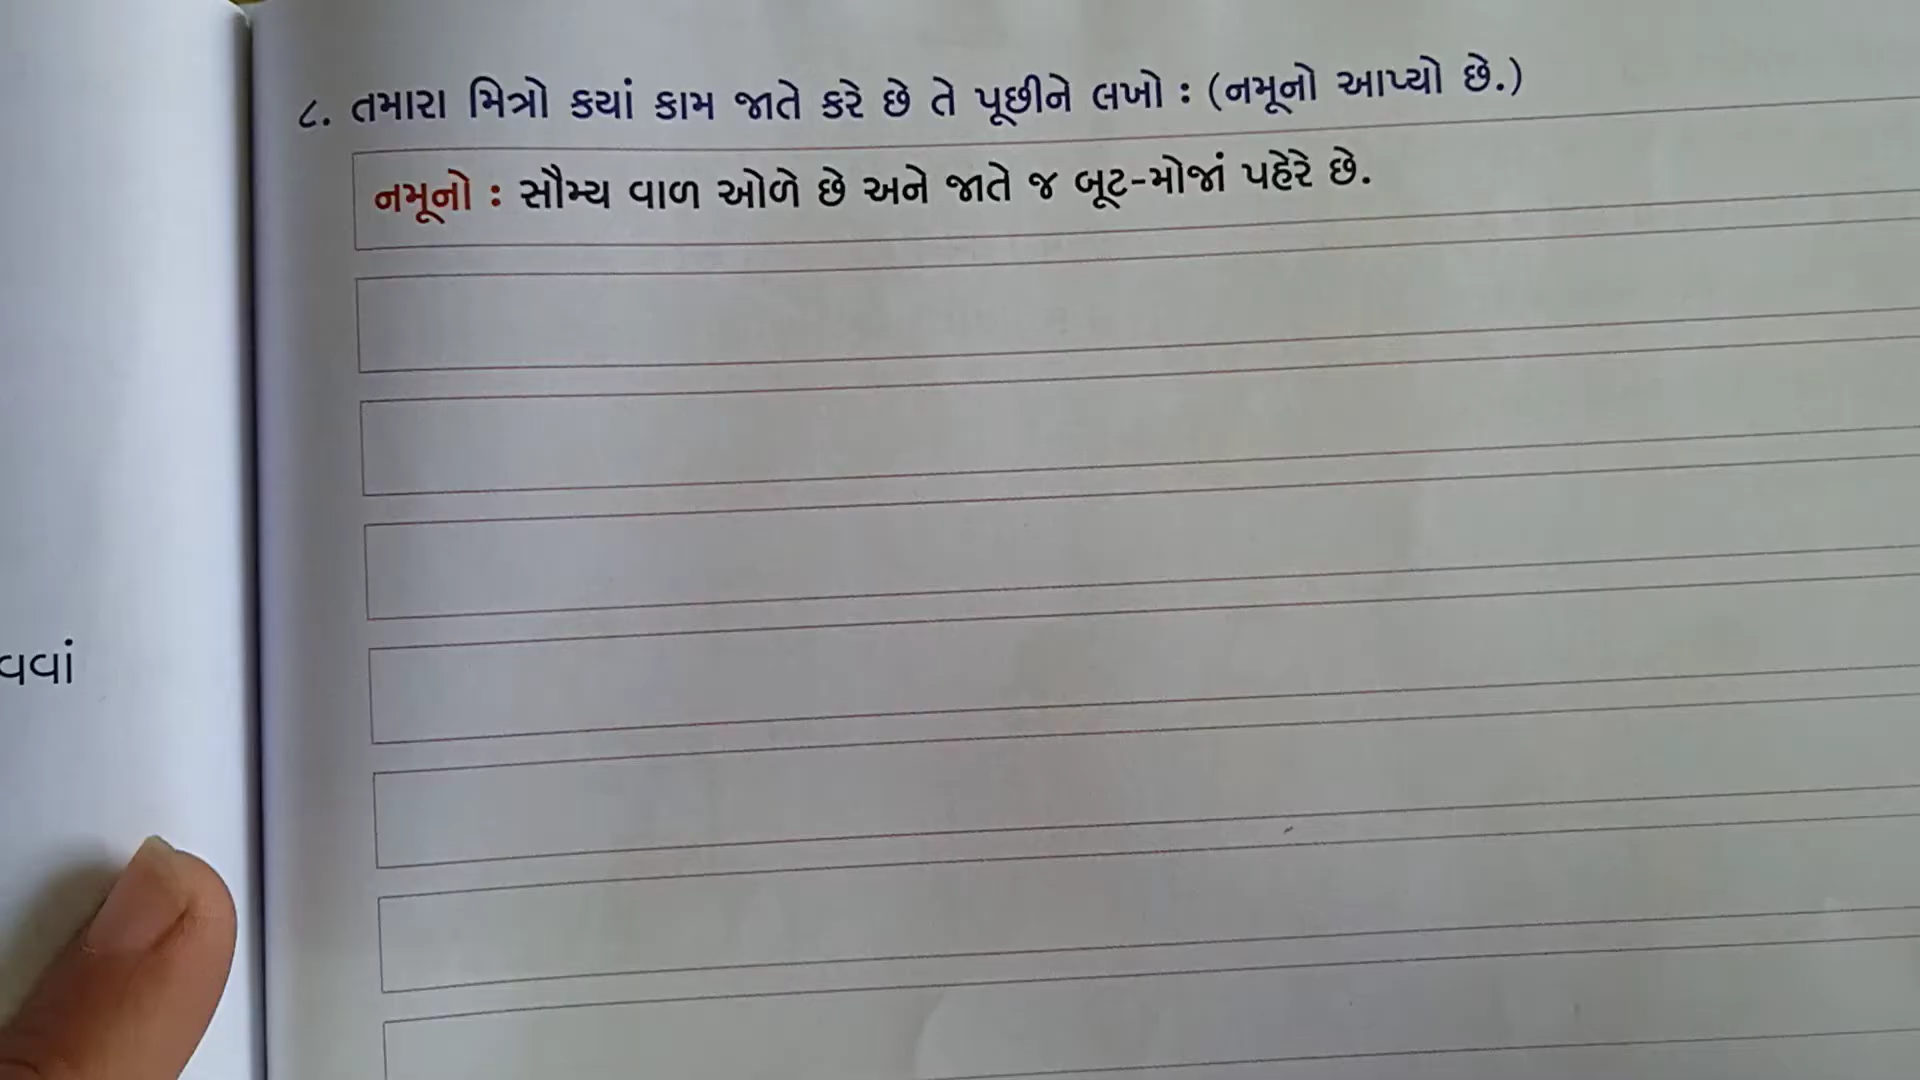 ૮. તમારા મિત્રો કયાં કામ જાતે કરે છે તે પૂછીને લખો : (નમૂનો આપ્યો છે.)
નમૂનો : સૌમ્ય વાળ ઓળે છે અને જાતે જ બૂટ-મોજાં પહેરે છે.
વવાં